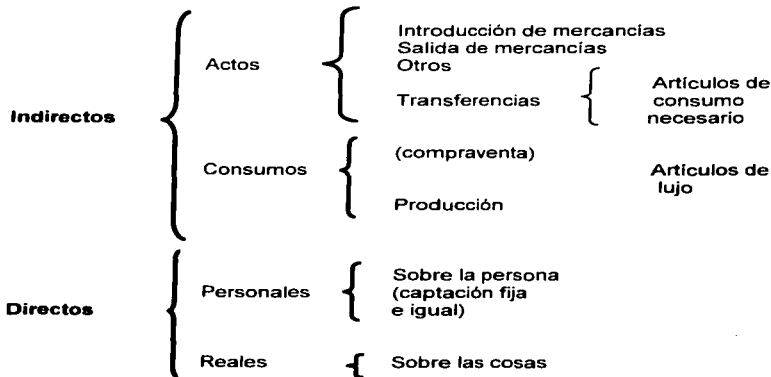 Indirectos
Actos
Introducción de mercancías
Salida de mercancías
Otros
Transferencias
Artículos de
consumo
necesario
Consumos
(compraventa)
Producción
Artículos de
lujo
Directos
Personales
Sobre la persona
(captación fija
e igual)
Reales
Sobre las cosas